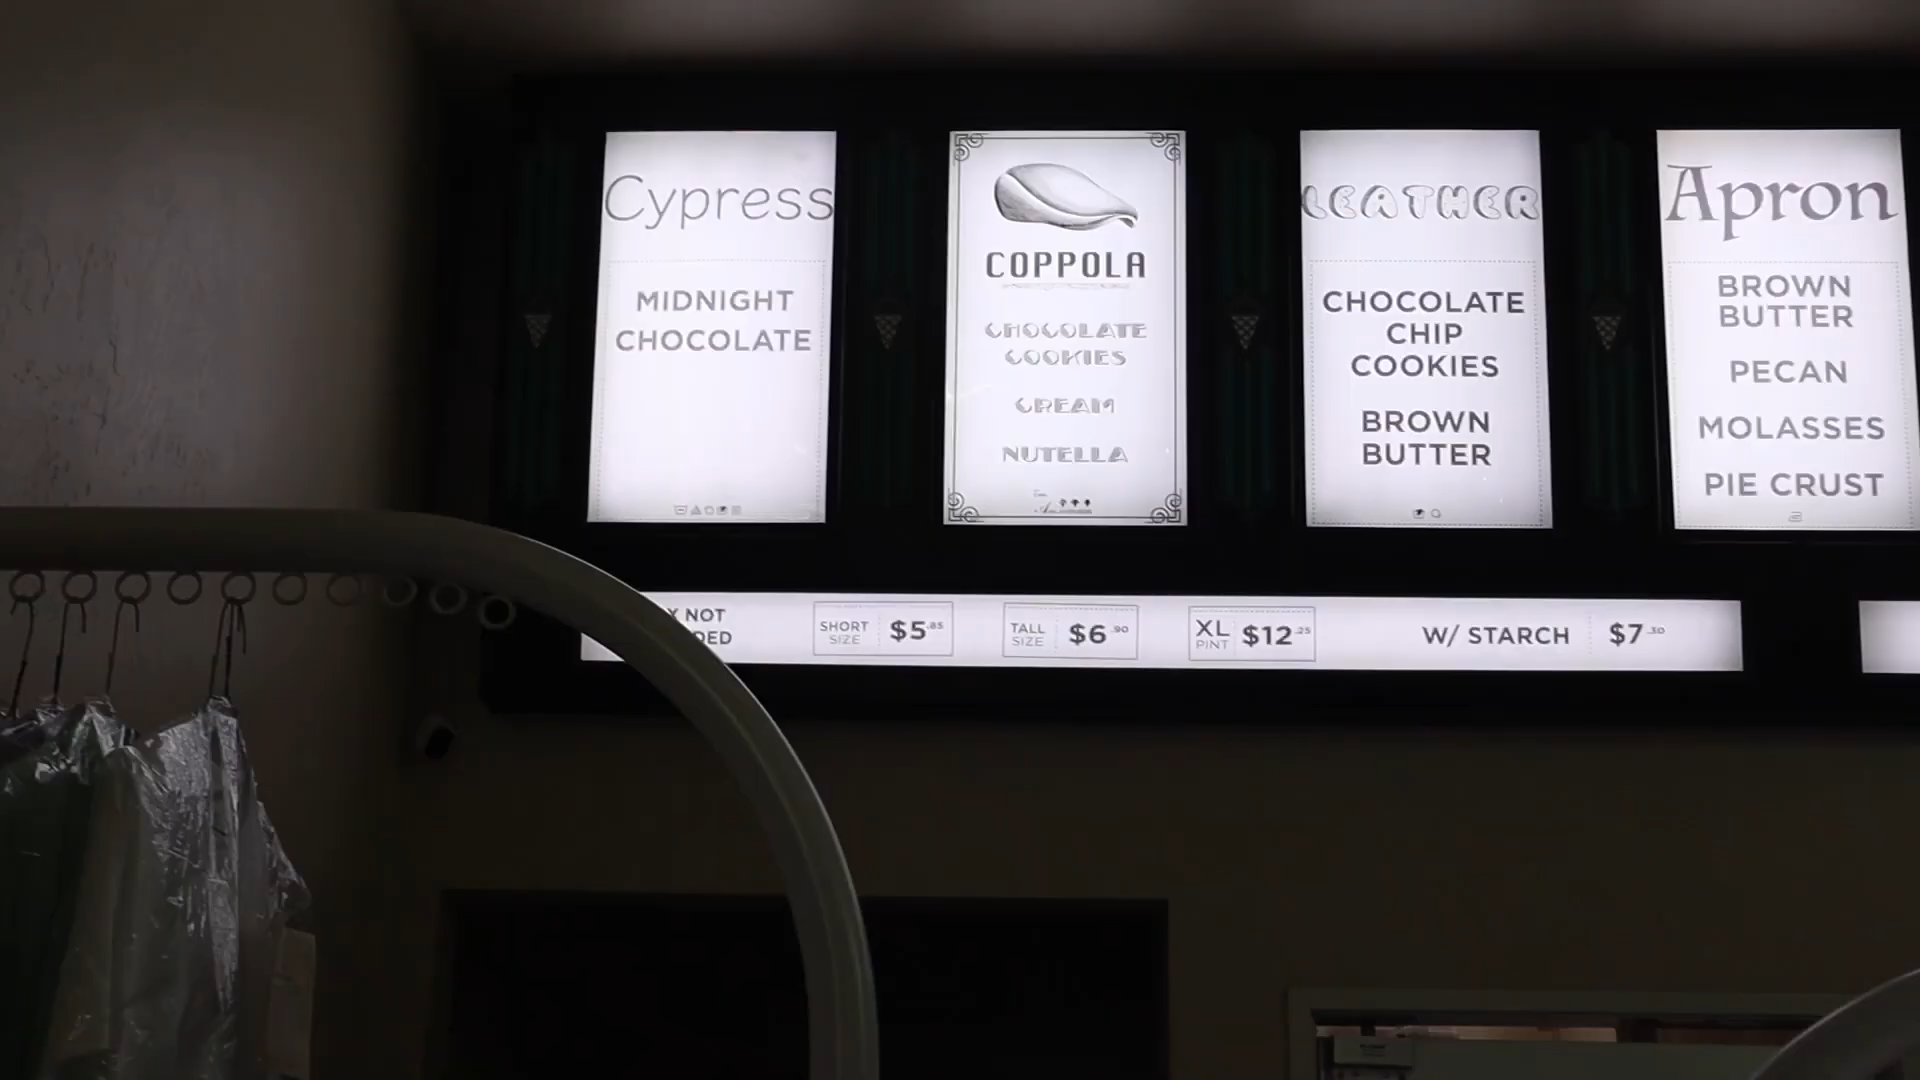 Cypress
MIDNIGHT
CHOCOLATE
COPPOLA
CHOCOLATE
COOKIES
CREAM
NUTELLA
LEATHER
CHOCOLATE
CHIP
COOKIES
BROWN
BUTTER
Apron
BROWN
BUTTER
PECAN
MOLASSES
PIE CRUST
NOT
SHORT
SIZE
$5.85
TALL
SIZE
$6.90
XL
PINT
$12.25
W/ STARCH
$7.30